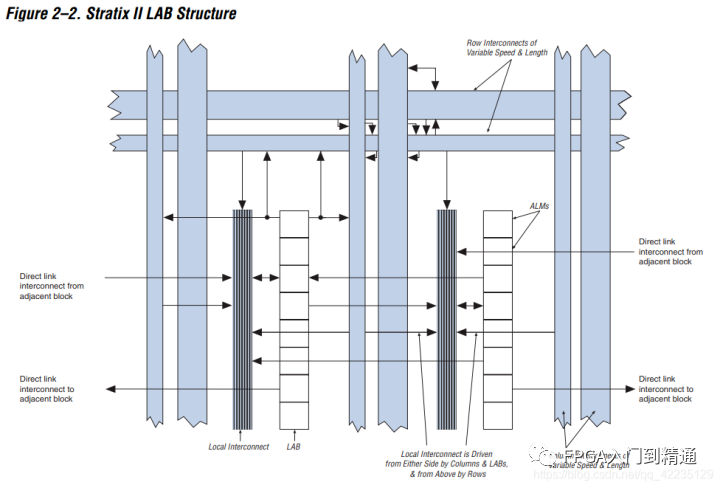 Figure 2–2. Stratix II LAB Structure
Row Interconnects of
Variable Speed & Length
ALMs
Direct link
interconnect from
adjacent block
Direct link
interconnect from
adjacent block
Direct link
interconnect to
adjacent block
Direct link
interconnect to
adjacent block
Local Interconnect
LAB
Local Interconnect is Driven
from Either Side by Columns & LABs,
& from Above by Rows
Variable Speed & Length
FPGA入门到精通
https://blog.csdn.net/qq_42235129